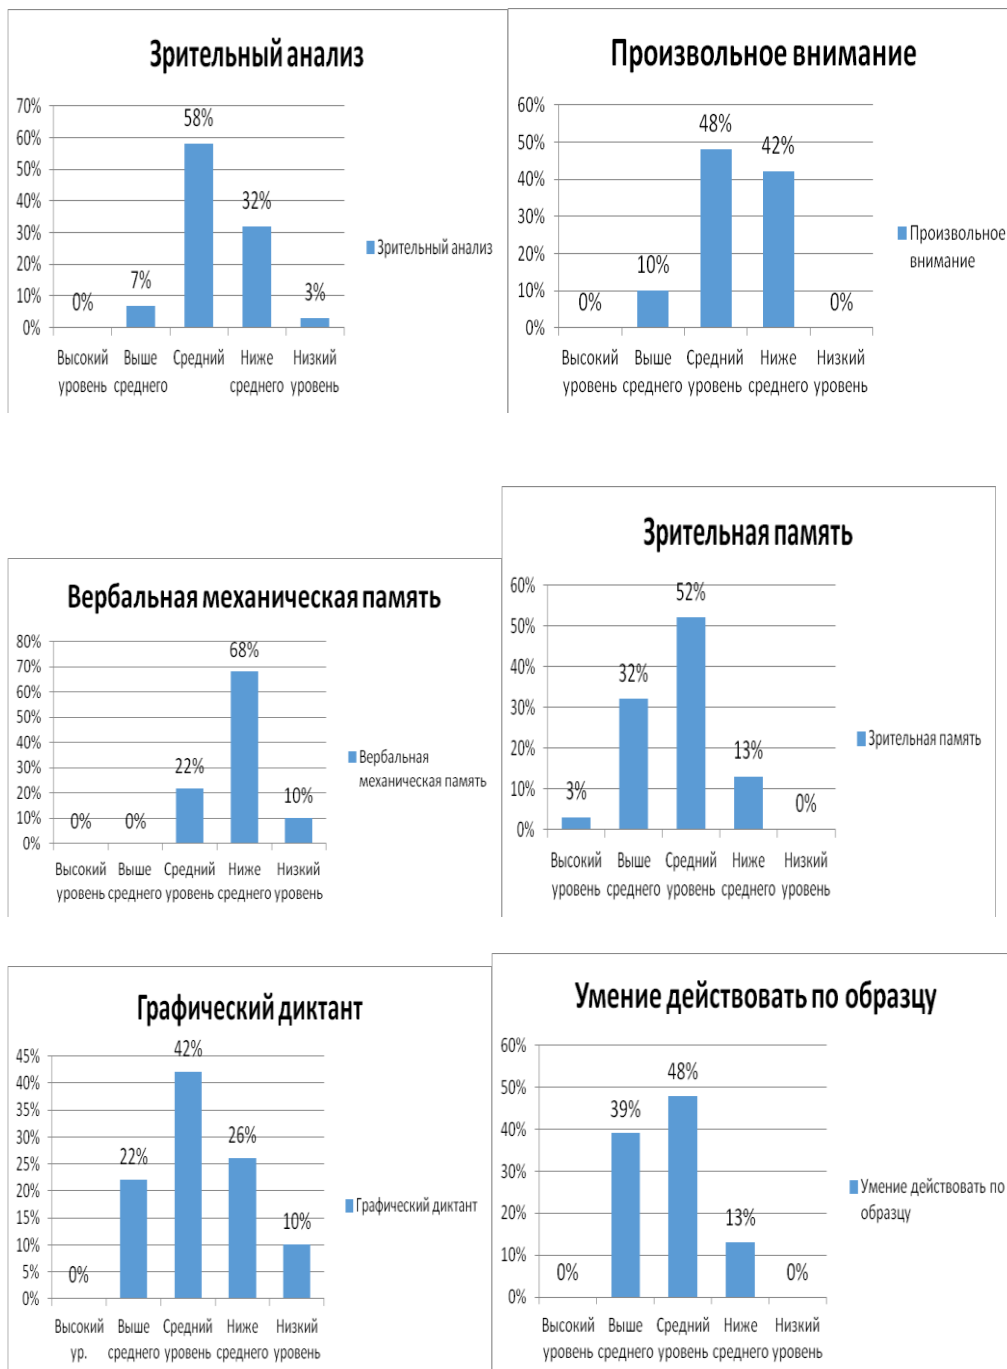 Зрительный анализ
70%
60%
50%
40%
30%
20%
10%
0%
0%
7%
58%
32%
3%
Высокий Выше Средний Ниже Низкий
уровень среднего среднего уровень
Зрительный анализ
Произвольное внимание
60%
50%
40%
30%
20%
10%
0%
0%
10%
48%
42%
0%
Высокий Выше Средний Ниже Низкий
уровень среднего уровень среднего уровень
Произвольное
внимание
Вербальная механическая память
80%
70%
60%
50%
40%
30%
20%
10%
0%
0%
0%
22%
68%
10%
Высокий Выше Средний Ниже Низкий
уровень среднего уровень среднего уровень
Вербальная
механическая память
Зрительная память
60%
50%
40%
30%
20%
10%
0%
3%
32%
52%
13%
0%
Высокий Выше Средний Ниже Низкий
уровень среднего уровень среднего уровень
Зрительная память
Графический диктант
45%
40%
35%
30%
25%
20%
15%
10%
5%
0%
0%
22%
42%
26%
10%
Высокий Выше Средний Ниже Низкий
ур. среднего уровень среднего уровень
Графический диктант
Умение действовать по образцу
60%
50%
40%
30%
20%
10%
0%
0%
39%
48%
13%
0%
Высокий Выше Средний Ниже Низкий
уровень среднего уровень среднего уровень
Умение действовать по
образцу